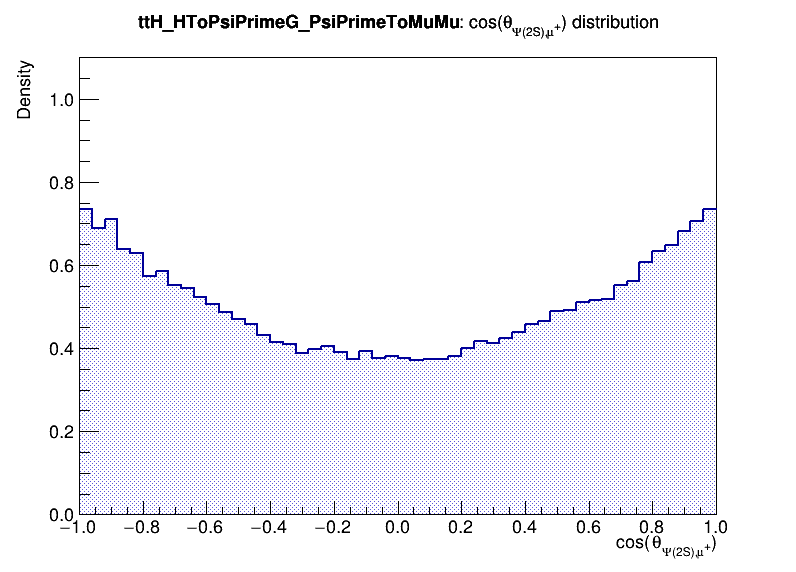 ttH_HToPsiPrimeG_PsiPrimeToMuMu: cos(θ_Ψ(2S),μ⁺) distribution
Density
1.0
0.8
0.6
0.4
0.2
0.0
−1.0 −0.8 −0.6 −0.4 −0.2 0.0 0.2 0.4 0.6 0.8 1.0
cos(θ_Ψ(2S),μ⁺)